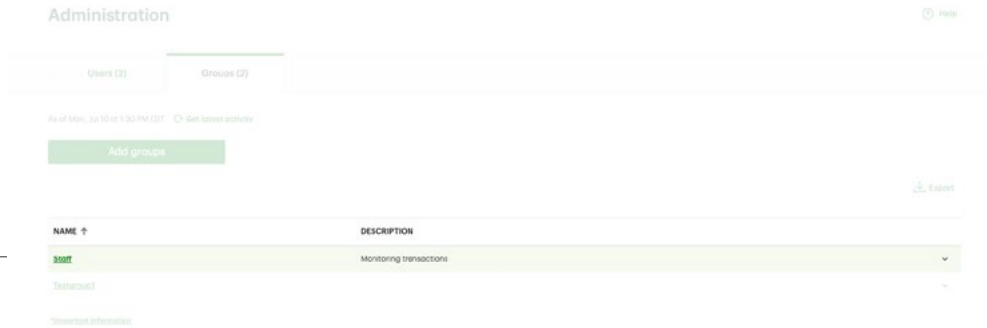 Administration
Help
Users (2)
Groups (2)
As of Mon, Jul 10 at 1:30 PM CDT Get latest activity
Add groups
Export
NAME ↑ DESCRIPTION
Staff Monitoring transactions
Testgroup1
*Important Information